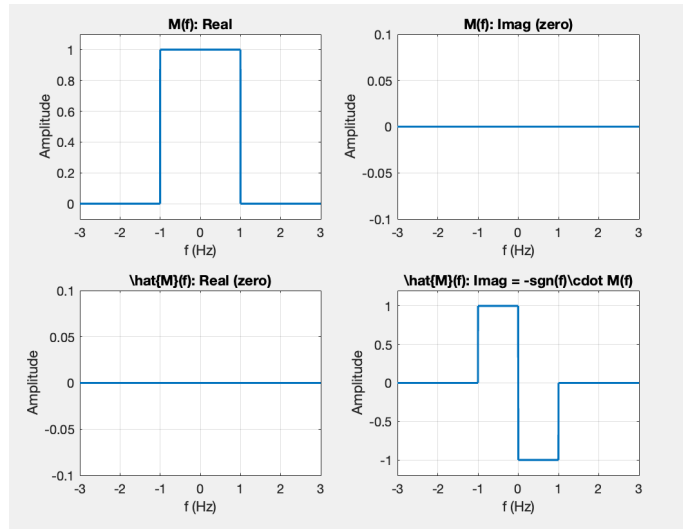 M(f): Real
1
0.8
0.6
0.4
0.2
0
Amplitude
-3 -2 -1 0 1 2 3
f (Hz)
M(f): Imag (zero)
0.1
0.05
0
-0.05
-0.1
Amplitude
-3 -2 -1 0 1 2 3
f (Hz)
\hat{M}(f): Real (zero)
0.1
0.05
0
-0.05
-0.1
Amplitude
-3 -2 -1 0 1 2 3
f (Hz)
\hat{M}(f): Imag = -sgn(f)\cdot M(f)
1
0.5
0
-0.5
-1
Amplitude
-3 -2 -1 0 1 2 3
f (Hz)